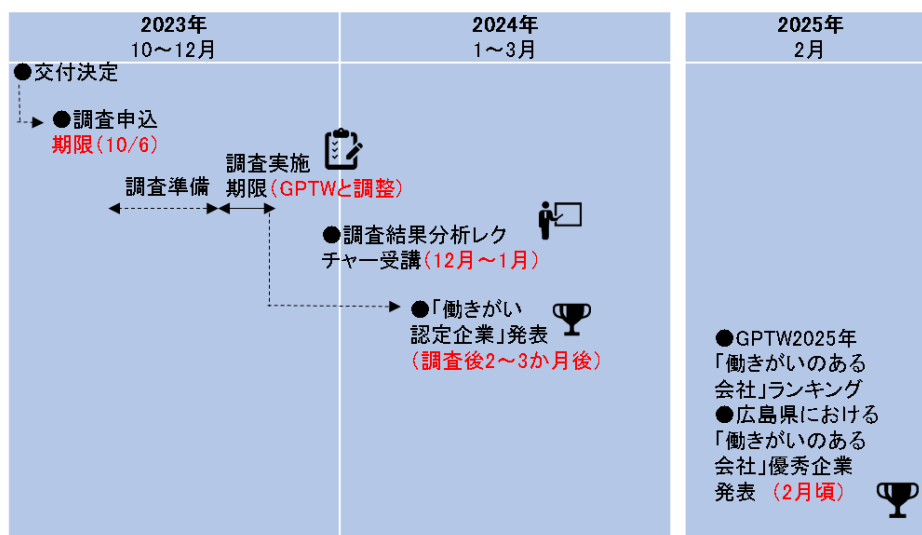 2023年
10～12月
2024年
1～3月
2025年
2月
●交付決定
●調査申込
期限（10/6）
調査準備
調査実施
期限（GPTWと調整）
●調査結果分析レク
チャー受講（12月～1月）
●「働きがい
認定企業」発表
（調査後2～3か月後）
●GPTW2025年
「働きがいのある
会社」ランキング
●広島県における
「働きがいのある
会社」優秀企業
発表　（2月頃）